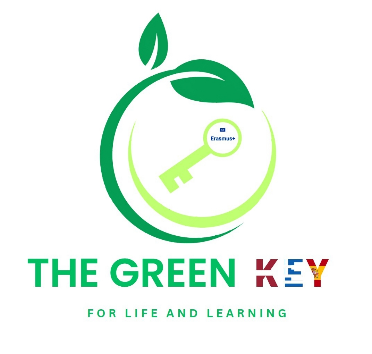 Erasmus+
THE GREEN KEY
FOR LIFE AND LEARNING